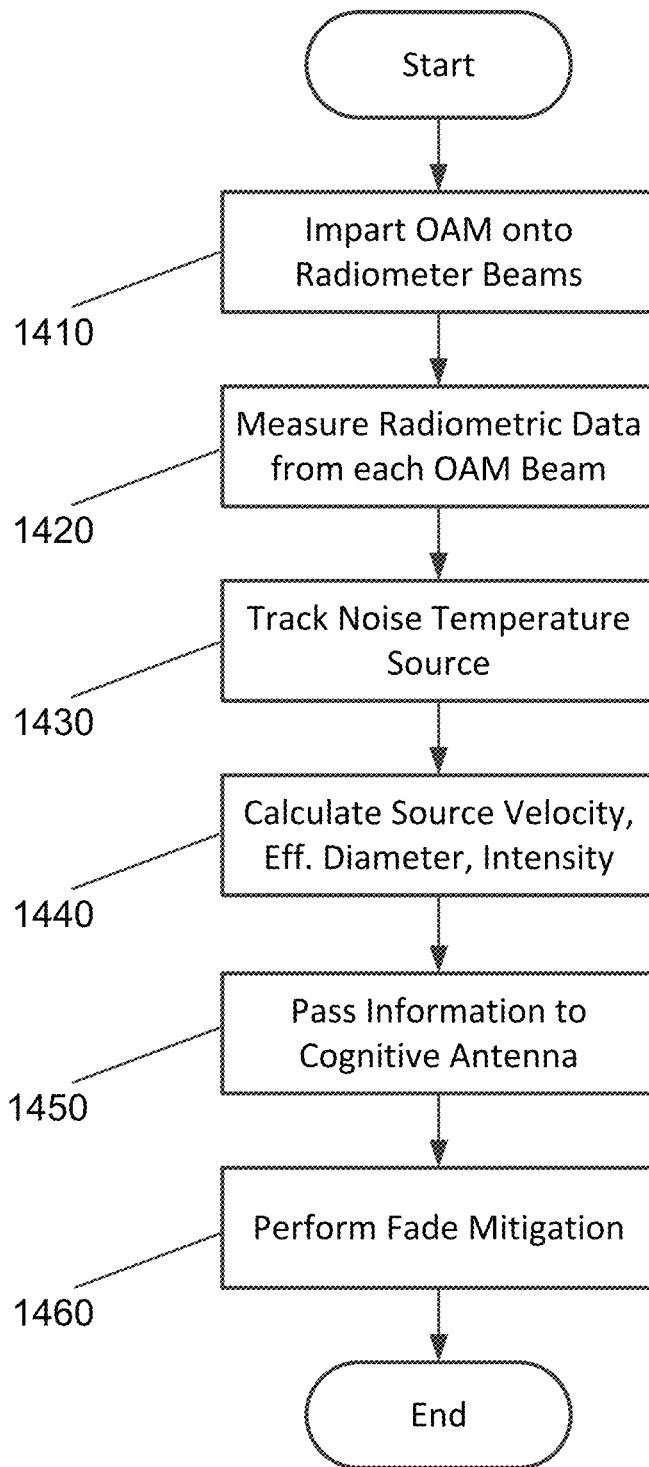 Start
Impart OAM onto
Radiometer Beams
1410
Measure Radiometric Data
from each OAM Beam
1420
Track Noise Temperature
Source
1430
Calculate Source Velocity,
Eff. Diameter, Intensity
1440
Pass Information to
Cognitive Antenna
1450
Perform Fade Mitigation
1460
End